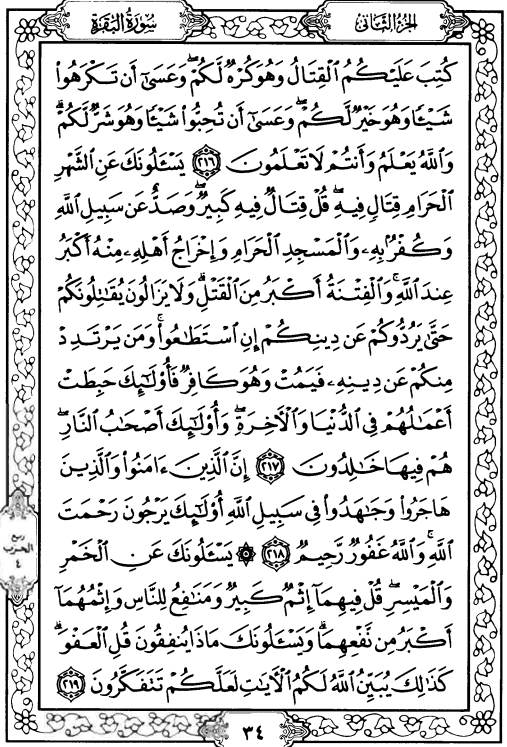 الجزء الثاني
سورة البقرة
كُتِبَ عَلَيْكُمُ ٱلْقِتَالُ وَهُوَ كُرْهٌ لَّكُمْ ۖ وَعَسَىٰٓ أَن تَكْرَهُوا۟
شَيْـًٔا وَهُوَ خَيْرٌ لَّكُمْ ۖ وَعَسَىٰٓ أَن تُحِبُّوا۟ شَيْـًٔا وَهُوَ شَرٌّ لَّكُمْ ۗ
وَٱللَّهُ يَعْلَمُ وَأَنتُمْ لَا تَعْلَمُونَ ٢١٦ يَسْـَٔلُونَكَ عَنِ ٱلشَّهْرِ
ٱلْحَرَامِ قِتَالٍ فِيهِ ۖ قُلْ قِتَالٌ فِيهِ كَبِيرٌ ۖ وَصَدٌّ عَن سَبِيلِ ٱللَّهِ
وَكُفْرٌۢ بِهِۦ وَٱلْمَسْجِدِ ٱلْحَرَامِ وَإِخْرَاجُ أَهْلِهِۦ مِنْهُ أَكْبَرُ
عِندَ ٱللَّهِ ۚ وَٱلْفِتْنَةُ أَكْبَرُ مِنَ ٱلْقَتْلِ ۗ وَلَا يَزَالُونَ يُقَـٰتِلُونَكُمْ
حَتَّىٰ يَرُدُّوكُمْ عَن دِينِكُمْ إِنِ ٱسْتَطَـٰعُوا۟ ۚ وَمَن يَرْتَدِدْ
مِنكُمْ عَن دِينِهِۦ فَيَمُتْ وَهُوَ كَافِرٌ فَأُو۟لَـٰٓئِكَ حَبِطَتْ
أَعْمَـٰلُهُمْ فِى ٱلدُّنْيَا وَٱلْـَٔاخِرَةِ ۖ وَأُو۟لَـٰٓئِكَ أَصْحَـٰبُ ٱلنَّارِ ۖ
هُمْ فِيهَا خَـٰلِدُونَ ٢١٧ إِنَّ ٱلَّذِينَ ءَامَنُوا۟ وَٱلَّذِينَ
هَاجَرُوا۟ وَجَـٰهَدُوا۟ فِى سَبِيلِ ٱللَّهِ أُو۟لَـٰٓئِكَ يَرْجُونَ رَحْمَتَ
ٱللَّهِ ۚ وَٱللَّهُ غَفُورٌ رَّحِيمٌ ٢١٨ ۞ يَسْـَٔلُونَكَ عَنِ ٱلْخَمْرِ
وَٱلْمَيْسِرِ ۖ قُلْ فِيهِمَآ إِثْمٌ كَبِيرٌ وَمَنَـٰفِعُ لِلنَّاسِ وَإِثْمُهُمَآ
أَكْبَرُ مِن نَّفْعِهِمَا ۗ وَيَسْـَٔلُونَكَ مَاذَا يُنفِقُونَ قُلِ ٱلْعَفْوَ ۗ
كَذَٰلِكَ يُبَيِّنُ ٱللَّهُ لَكُمُ ٱلْـَٔايَـٰتِ لَعَلَّكُمْ تَتَفَكَّرُونَ ٢١٩
ربع
الحزب
٤
٣٤